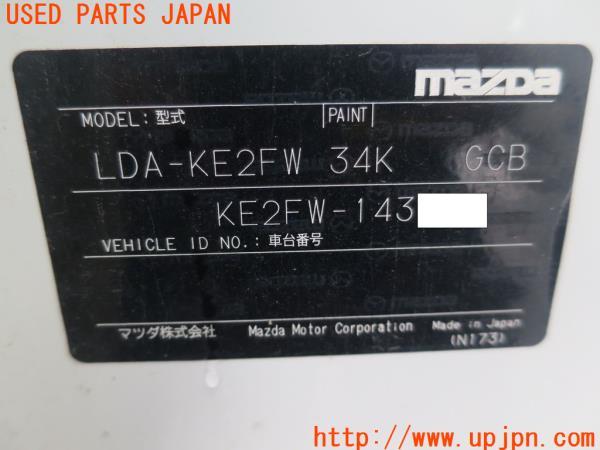 USED PARTS JAPAN
mazda
MODEL: 型式 PAINT
LDA-KE2FW 34K GCB
KE2FW-143
VEHICLE ID NO.: 車台番号
マツダ株式会社 Mazda Motor Corporation Made in Japan
(N173)
http://www.upjpn.com